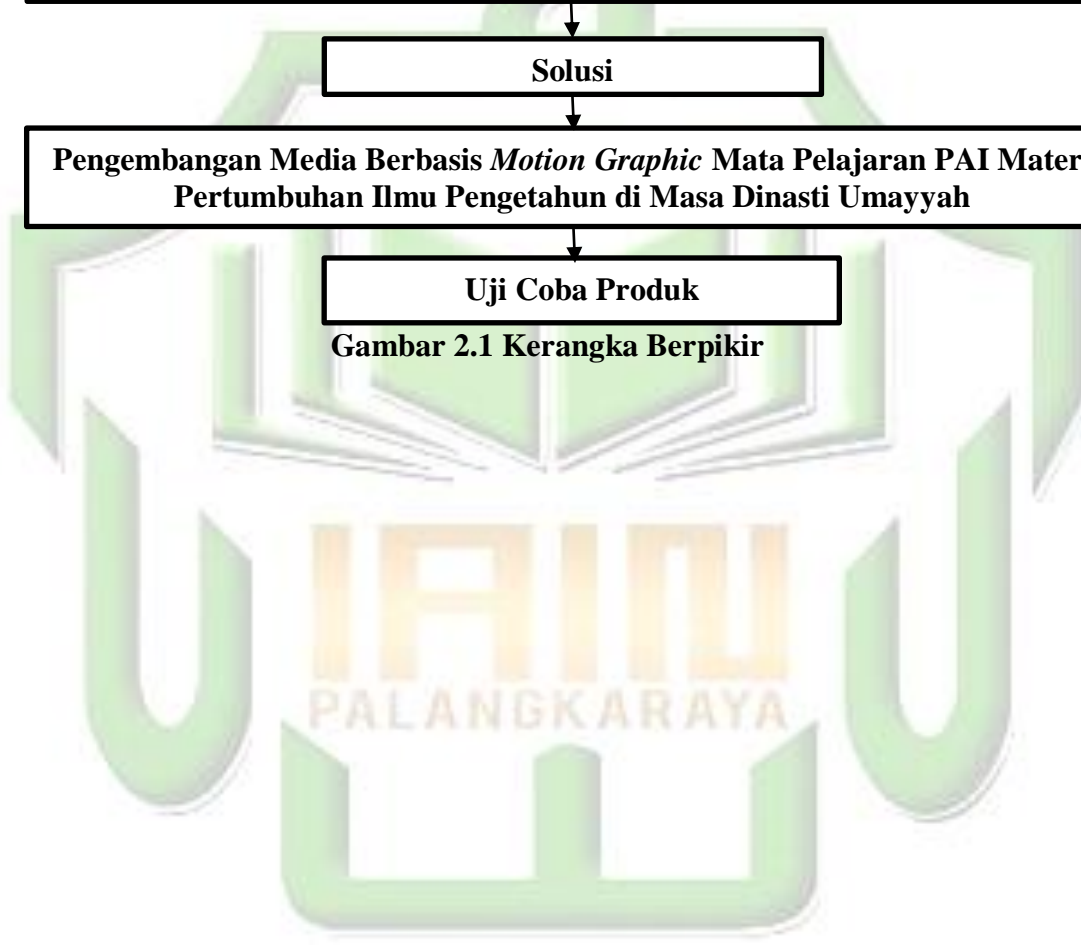 Solusi
Pengembangan Media Berbasis Motion Graphic Mata Pelajaran PAI Mater
Pertumbuhan Ilmu Pengetahun di Masa Dinasti Umayyah
Uji Coba Produk
Gambar 2.1 Kerangka Berpikir
IAIN
PALANGKARAYA